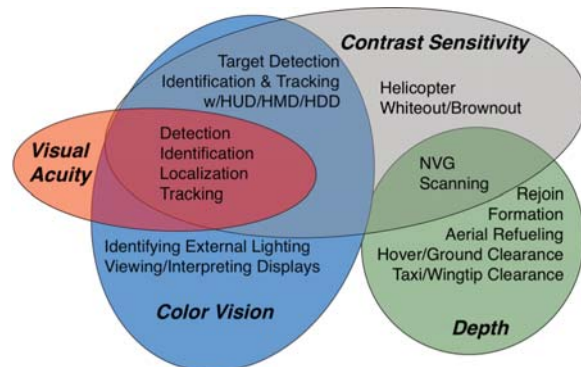 Contrast Sensitivity
Target Detection
Identification & Tracking
w/HUD/HMD/HDD
Helicopter
Whiteout/Brownout
Visual
Acuity
Detection
Identification
Localization
Tracking
NVG
Scanning
Rejoin
Formation
Aerial Refueling
Hover/Ground Clearance
Taxi/Wingtip Clearance
Identifying External Lighting
Viewing/Interpreting Displays
Color Vision
Depth